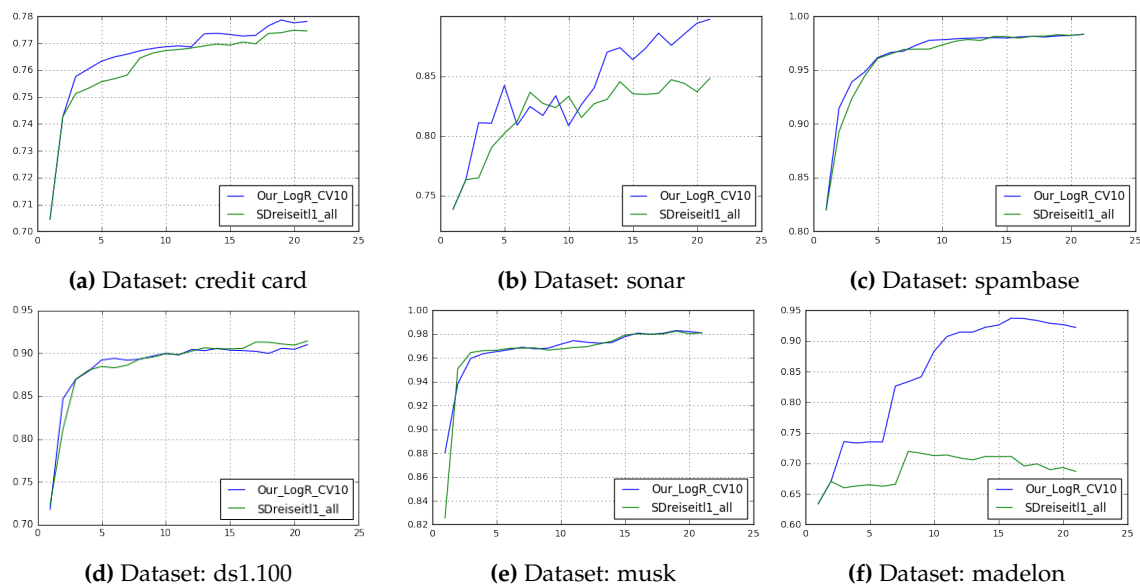 0.78
0.77
0.76
0.75
0.74
0.73
0.72
0.71
0.70
0 5 10 15 20 25
Our_LogR_CV10
SDreiseitl1_all
(a) Dataset: credit card
0.85
0.80
0.75
0 5 10 15 20 25
Our_LogR_CV10
SDreiseitl1_all
(b) Dataset: sonar
1.00
0.95
0.90
0.85
0.80
0 5 10 15 20 25
Our_LogR_CV10
SDreiseitl1_all
(c) Dataset: spambase
0.95
0.90
0.85
0.80
0.75
0.70
0 5 10 15 20 25
Our_LogR_CV10
SDreiseitl1_all
(d) Dataset: ds1.100
1.00
0.98
0.96
0.94
0.92
0.90
0.88
0.86
0.84
0.82
0 5 10 15 20 25
Our_LogR_CV10
SDreiseitl1_all
(e) Dataset: musk
0.95
0.90
0.85
0.80
0.75
0.70
0.65
0.60
0 5 10 15 20 25
Our_LogR_CV10
SDreiseitl1_all
(f) Dataset: madelon